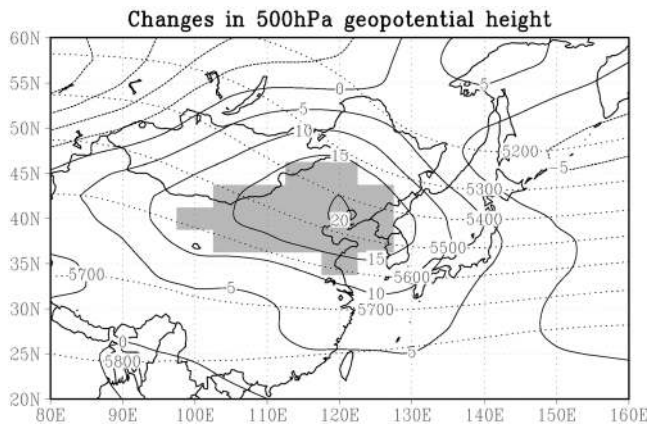 Changes in 500hPa geopotential height
60N
0
5
55N
5
50N
10
15
5200
5
45N
5300
40N
20
5400
5500
35N
15
5600
5700
5
10
30N
5700
0
25N
5
5800
20N
80E 90E 100E 110E 120E 130E 140E 150E 160E